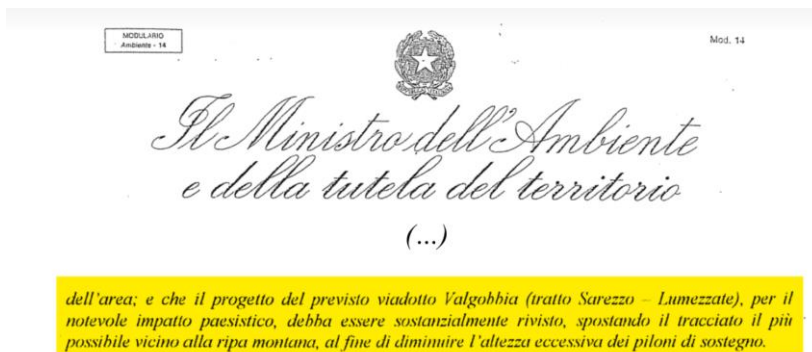 MODULARIO
Ambiente - 14
Mod. 14
Il Ministro dell'Ambiente
e della tutela del territorio
(...)
dell'area; e che il progetto del previsto viadotto Valgobbia (tratto Sarezzo – Lumezzate), per il
notevole impatto paesistico, debba essere sostanzialmente rivisto, spostando il tracciato il più
possibile vicino alla ripa montana, al fine di diminuire l'altezza eccessiva dei piloni di sostegno.